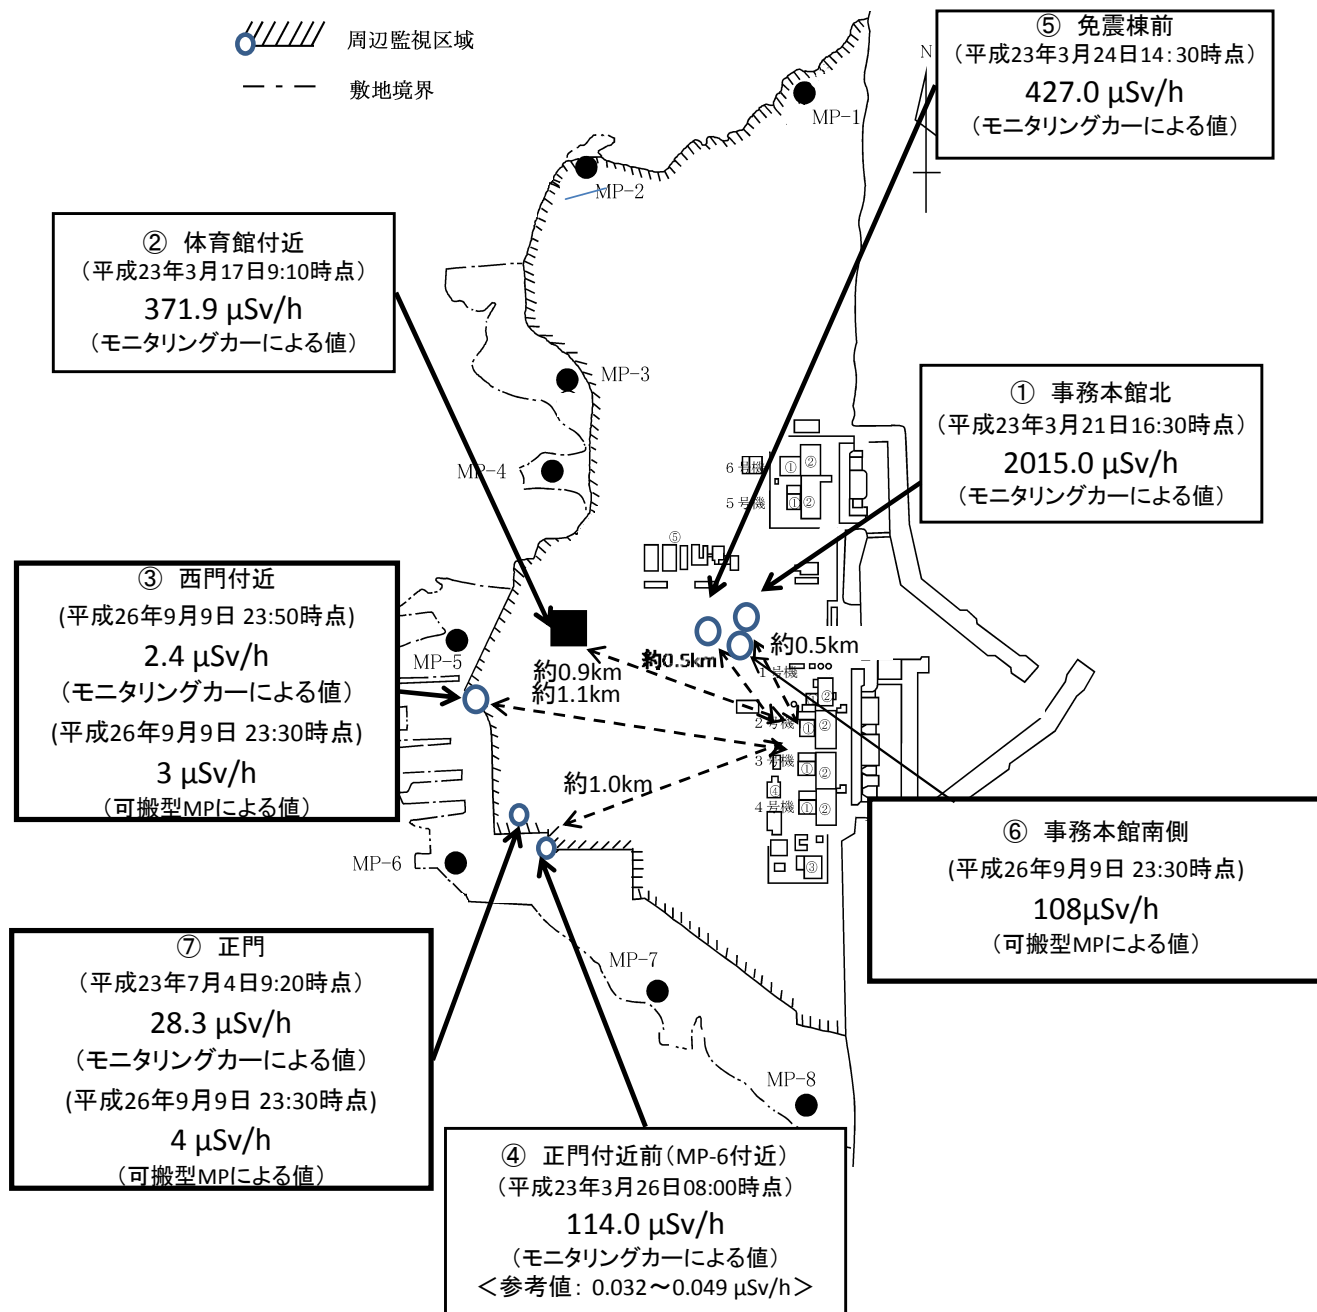 周辺監視区域
敷地境界
⑤ 免震棟前
（平成23年3月24日14:30時点）
427.0 μSv/h
（モニタリングカーによる値）
N
MP-1
MP-2
② 体育館付近
（平成23年3月17日9:10時点）
371.9 μSv/h
（モニタリングカーによる値）
MP-3
① 事務本館北
（平成23年3月21日16:30時点）
2015.0 μSv/h
（モニタリングカーによる値）
MP-4
6号機
①
②
5号機
①
②
⑤
③ 西門付近
(平成26年9月9日 23:50時点)
2.4 μSv/h
（モニタリングカーによる値）
(平成26年9月9日 23:30時点)
3 μSv/h
（可搬型MPによる値）
MP-5
約0.9km
約1.1km
約0.5km
約0.5km
1号機
②
2号機
①
②
3号機
①
②
約1.0km
④
4号機
①
②
③
MP-6
⑥ 事務本館南側
(平成26年9月9日 23:30時点)
108μSv/h
（可搬型MPによる値）
⑦ 正門
（平成23年7月4日9:20時点）
28.3 μSv/h
（モニタリングカーによる値）
(平成26年9月9日 23:30時点)
4 μSv/h
（可搬型MPによる値）
MP-7
MP-8
④ 正門付近前（MP-6付近）
（平成23年3月26日08:00時点）
114.0 μSv/h
（モニタリングカーによる値）
＜参考値： 0.032～0.049 μSv/h＞